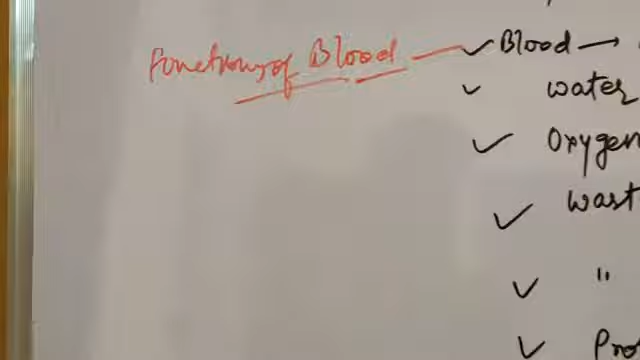 Functions of Blood — ✓ Blood →
✓ water
✓ Oxygen
✓ wast
✓ "
✓ Pro